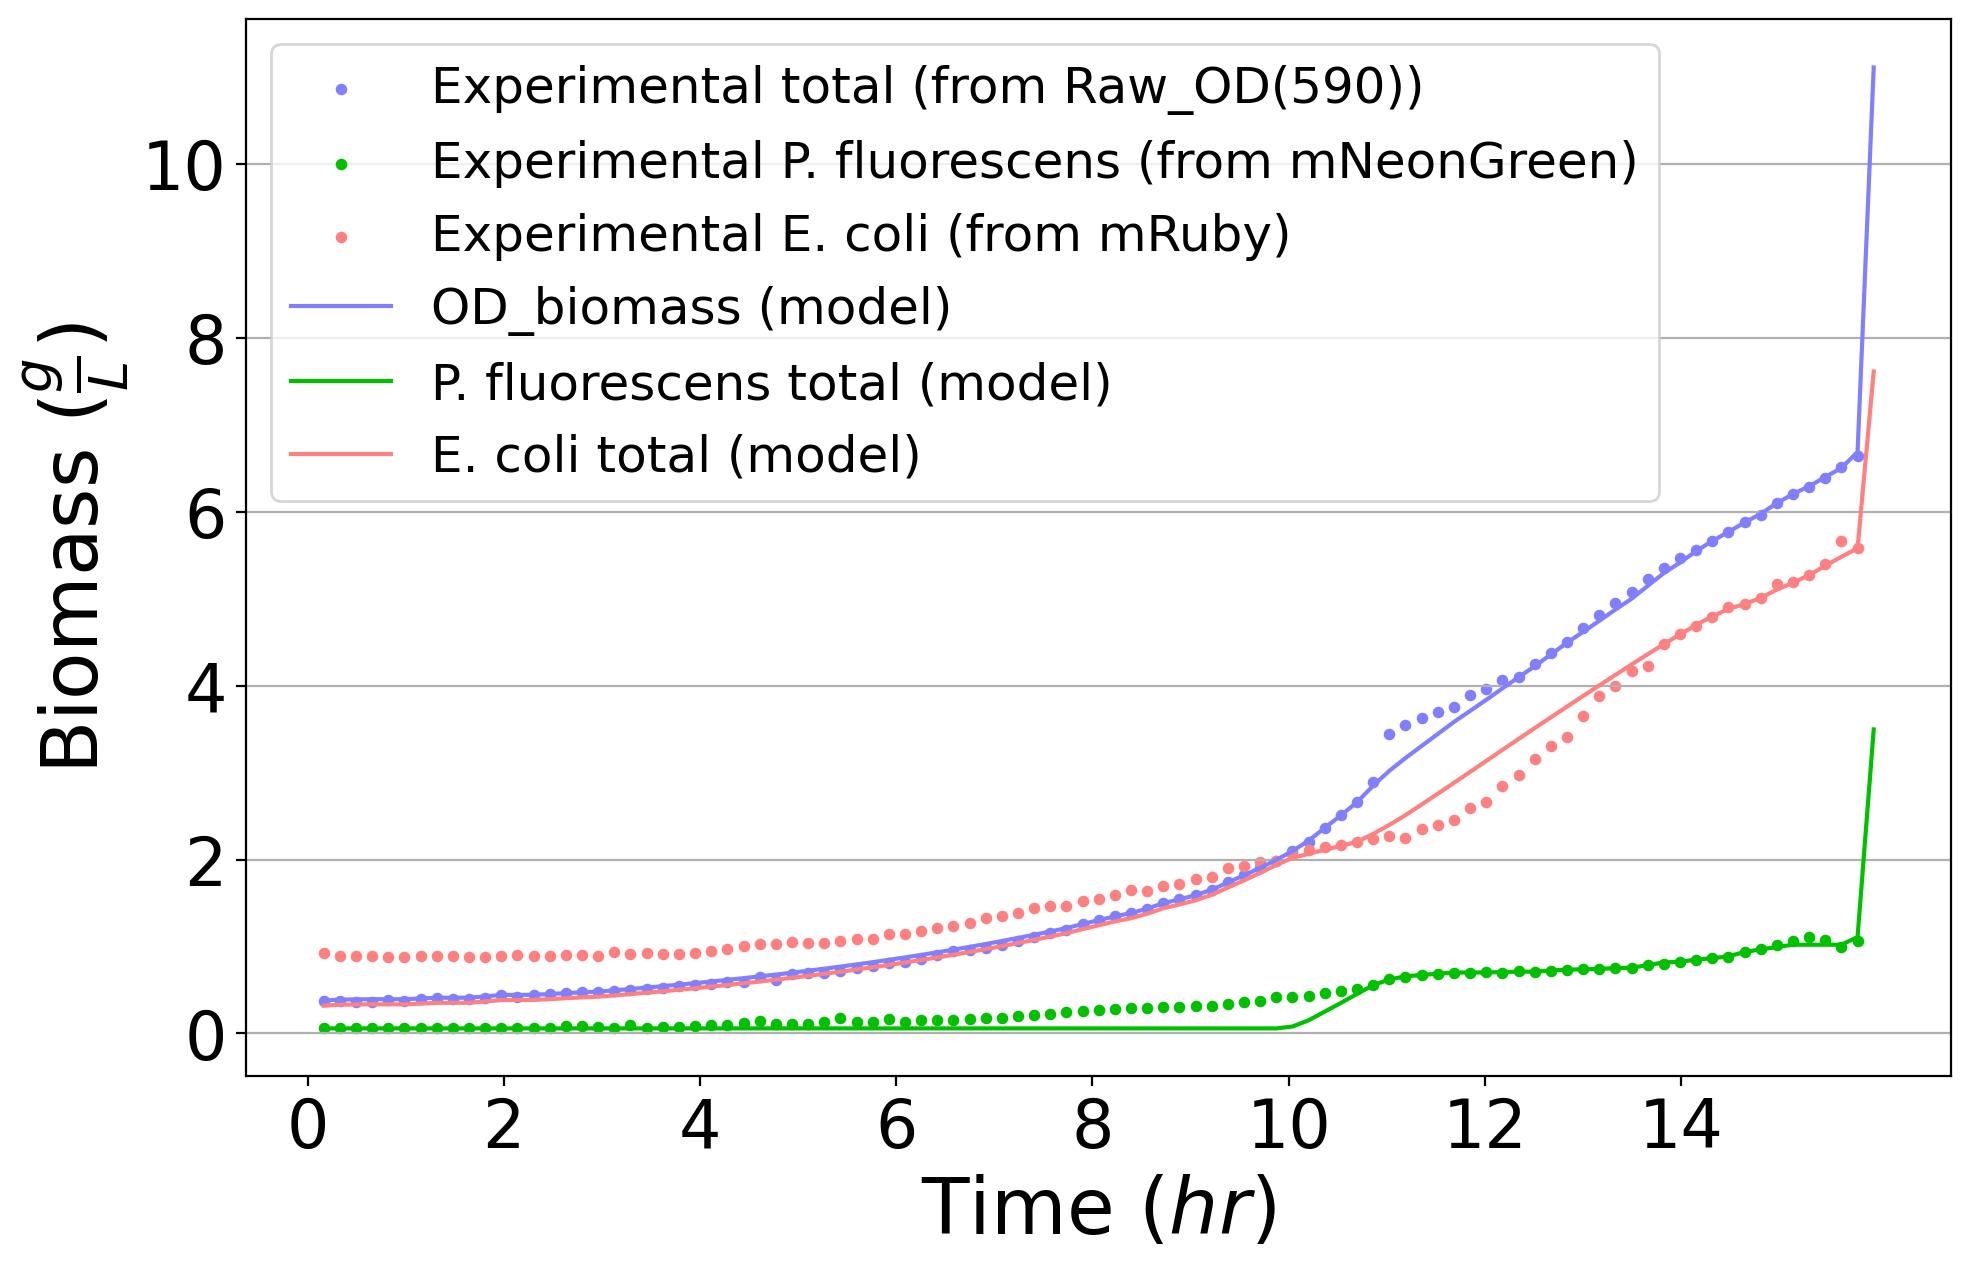 Experimental total (from Raw_OD(590))
Experimental P. fluorescens (from mNeonGreen)
Experimental E. coli (from mRuby)
OD_biomass (model)
P. fluorescens total (model)
E. coli total (model)
10
8
6
4
2
0
Biomass (g/L)
0 2 4 6 8 10 12 14
Time (hr)